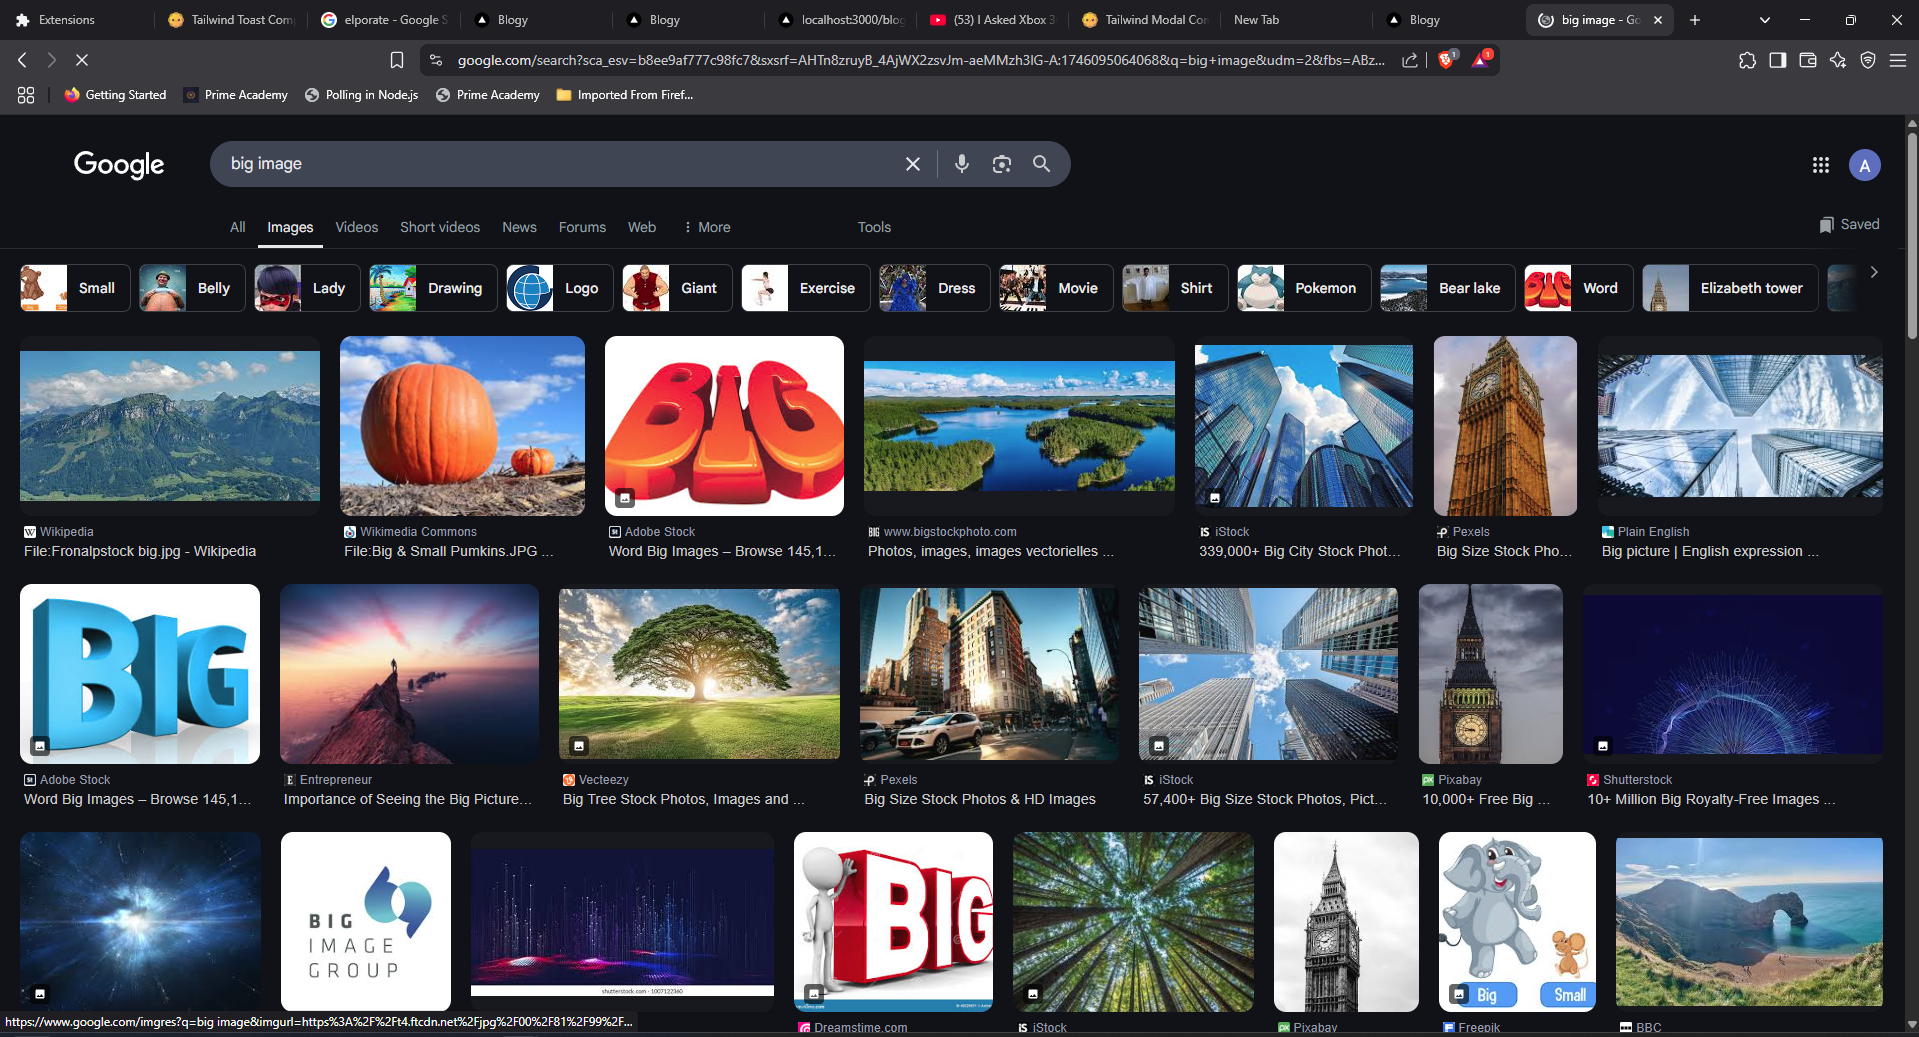 Extensions
Tailwind Toast Com
elporate - Google S
Blogy
Blogy
localhost:3000/blog
(53) I Asked Xbox 3
Tailwind Modal Con
New Tab
Blogy
big image - Go
google.com/search?sca_esv=b8ee9af777c98fc7&sxsrf=AHTn8zruyB_4AjWX2zsvJm-aeMMzh3IG-A:1746095064068&q=big+image&udm=2&fbs=ABz...
1
1
Getting Started
Prime Academy
Polling in Node.js
Prime Academy
Imported From Firef...
Google
big image
A
All
Images
Videos
Short videos
News
Forums
Web
More
Tools
Saved
Small
Belly
Lady
Drawing
Logo
Giant
Exercise
Dress
Movie
Shirt
Pokemon
Bear lake
Word
Elizabeth tower
BIG
Wikipedia
File:Fronalpstock big.jpg - Wikipedia
Wikimedia Commons
File:Big & Small Pumkins.JPG ...
Adobe Stock
Word Big Images – Browse 145,1...
www.bigstockphoto.com
Photos, images, images vectorielles ...
iStock
339,000+ Big City Stock Phot...
Pexels
Big Size Stock Pho...
Plain English
Big picture | English expression ...
BIG
Adobe Stock
Word Big Images – Browse 145,1...
Entrepreneur
Importance of Seeing the Big Picture...
Vecteezy
Big Tree Stock Photos, Images and ...
Pexels
Big Size Stock Photos & HD Images
iStock
57,400+ Big Size Stock Photos, Pict...
Pixabay
10,000+ Free Big ...
Shutterstock
10+ Million Big Royalty-Free Images ...
BIG
IMAGE
GROUP
shutterstock.com · 1007122360
BIG
Big
Small
https://www.google.com/imgres?q=big image&imgurl=https%3A%2F%2Ft4.ftcdn.net%2Fjpg%2F00%2F81%2F99%2F...
Dreamstime.com
iStock
Pixabay
Freepik
BBC